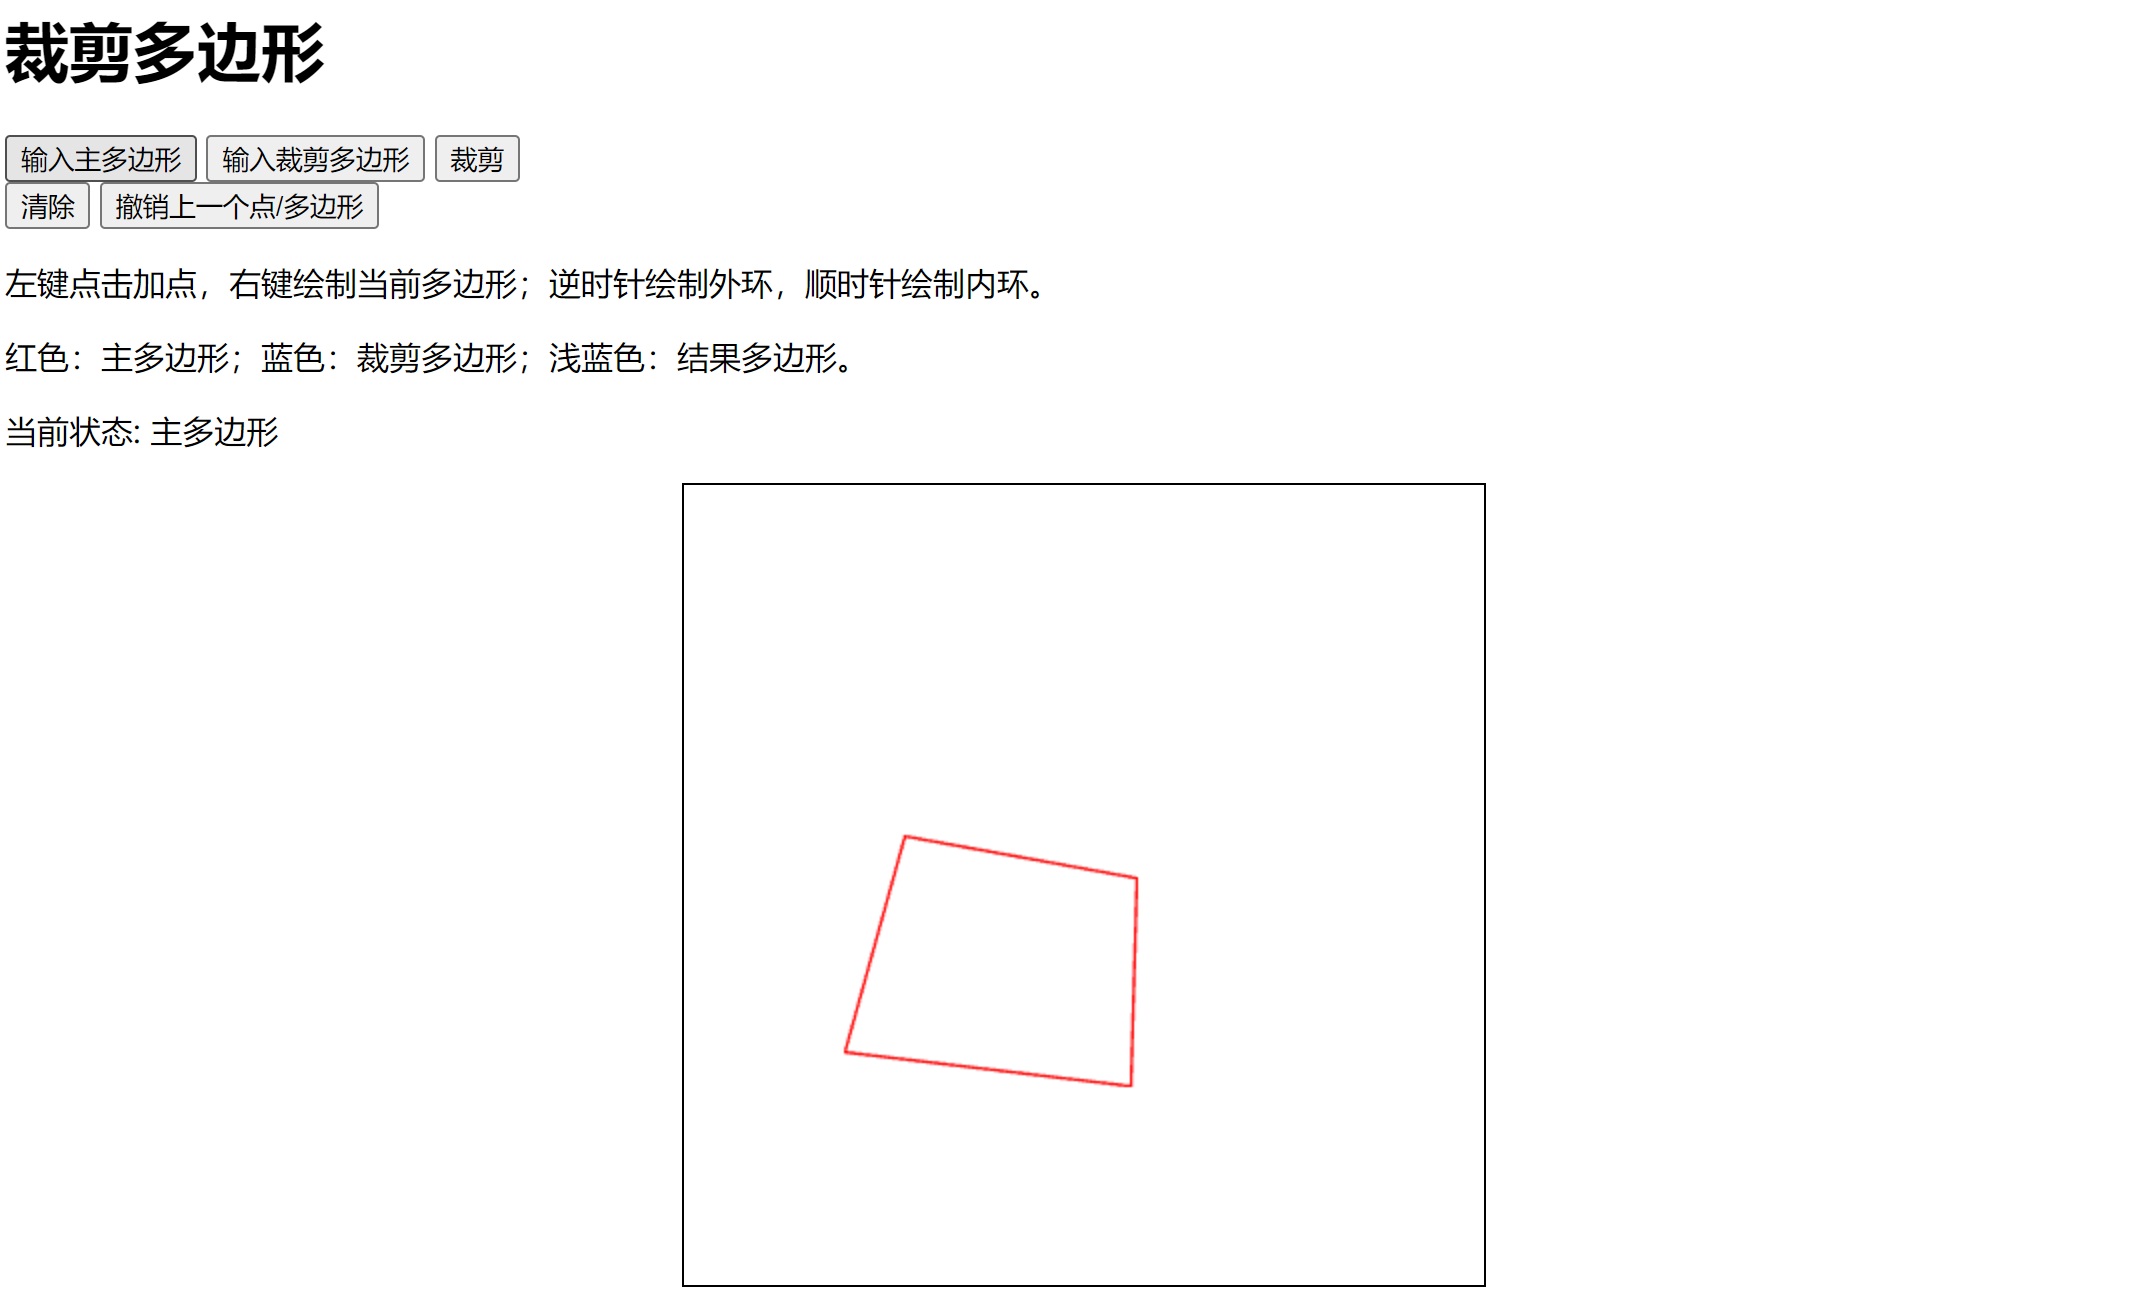 裁剪多边形
输入主多边形 输入裁剪多边形 裁剪
清除 撤销上一个点/多边形
左键点击加点，右键绘制当前多边形；逆时针绘制外环，顺时针绘制内环。
红色：主多边形；蓝色：裁剪多边形；浅蓝色：结果多边形。
当前状态: 主多边形